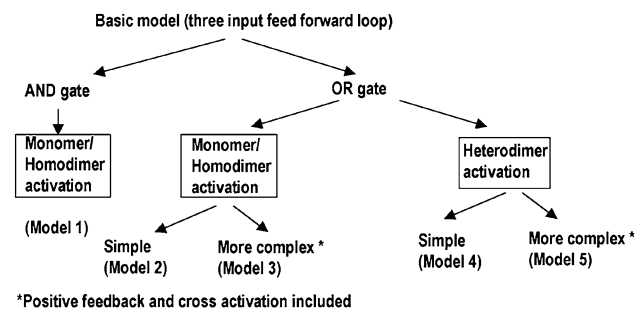 Basic model (three input feed forward loop)
AND gate
OR gate
Monomer/
Homodimer
activation
Monomer/
Homodimer
activation
Heterodimer
activation
(Model 1)
Simple
(Model 2)
More complex *
(Model 3)
Simple
(Model 4)
More complex *
(Model 5)
*Positive feedback and cross activation included